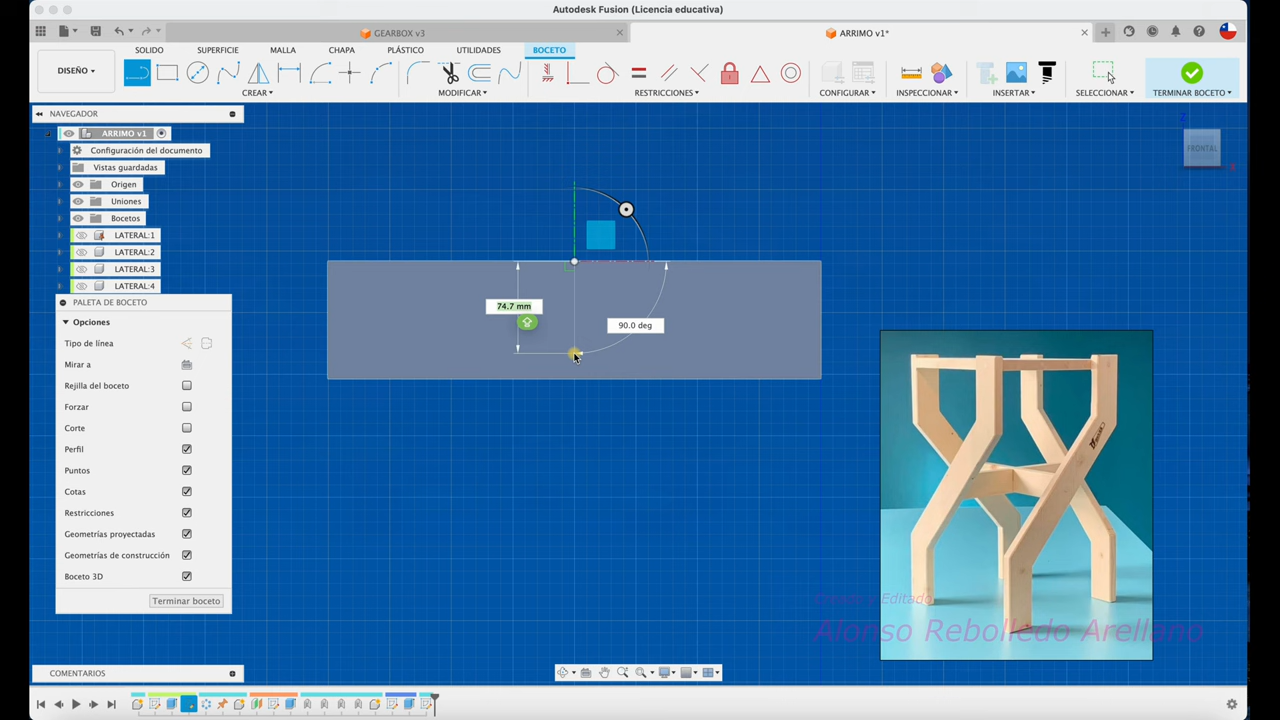 Autodesk Fusion (Licencia educativa)
GEARBOX v3
ARRIMO v1*
DISEÑO
SÓLIDO
SUPERFICIE
MALLA
CHAPA
PLÁSTICO
UTILIDADES
BOCETO
CREAR
MODIFICAR
RESTRICCIONES
CONFIGURAR
INSPECCIONAR
INSERTAR
SELECCIONAR
TERMINAR BOCETO
NAVEGADOR
ARRIMO v1
Configuración del documento
Vistas guardadas
Origen
Uniones
Bocetos
LATERAL:1
LATERAL:2
LATERAL:3
LATERAL:4
PALETA DE BOCETO
Opciones
Tipo de línea
Mirar a
Rejilla del boceto
Forzar
Corte
Perfil
Puntos
Cotas
Restricciones
Geometrías proyectadas
Geometrías de construcción
Boceto 3D
Terminar boceto
FRONTAL
Z
X
74.7 mm
90.0 deg
Alonso Rebolledo Arellano
COMENTARIOS